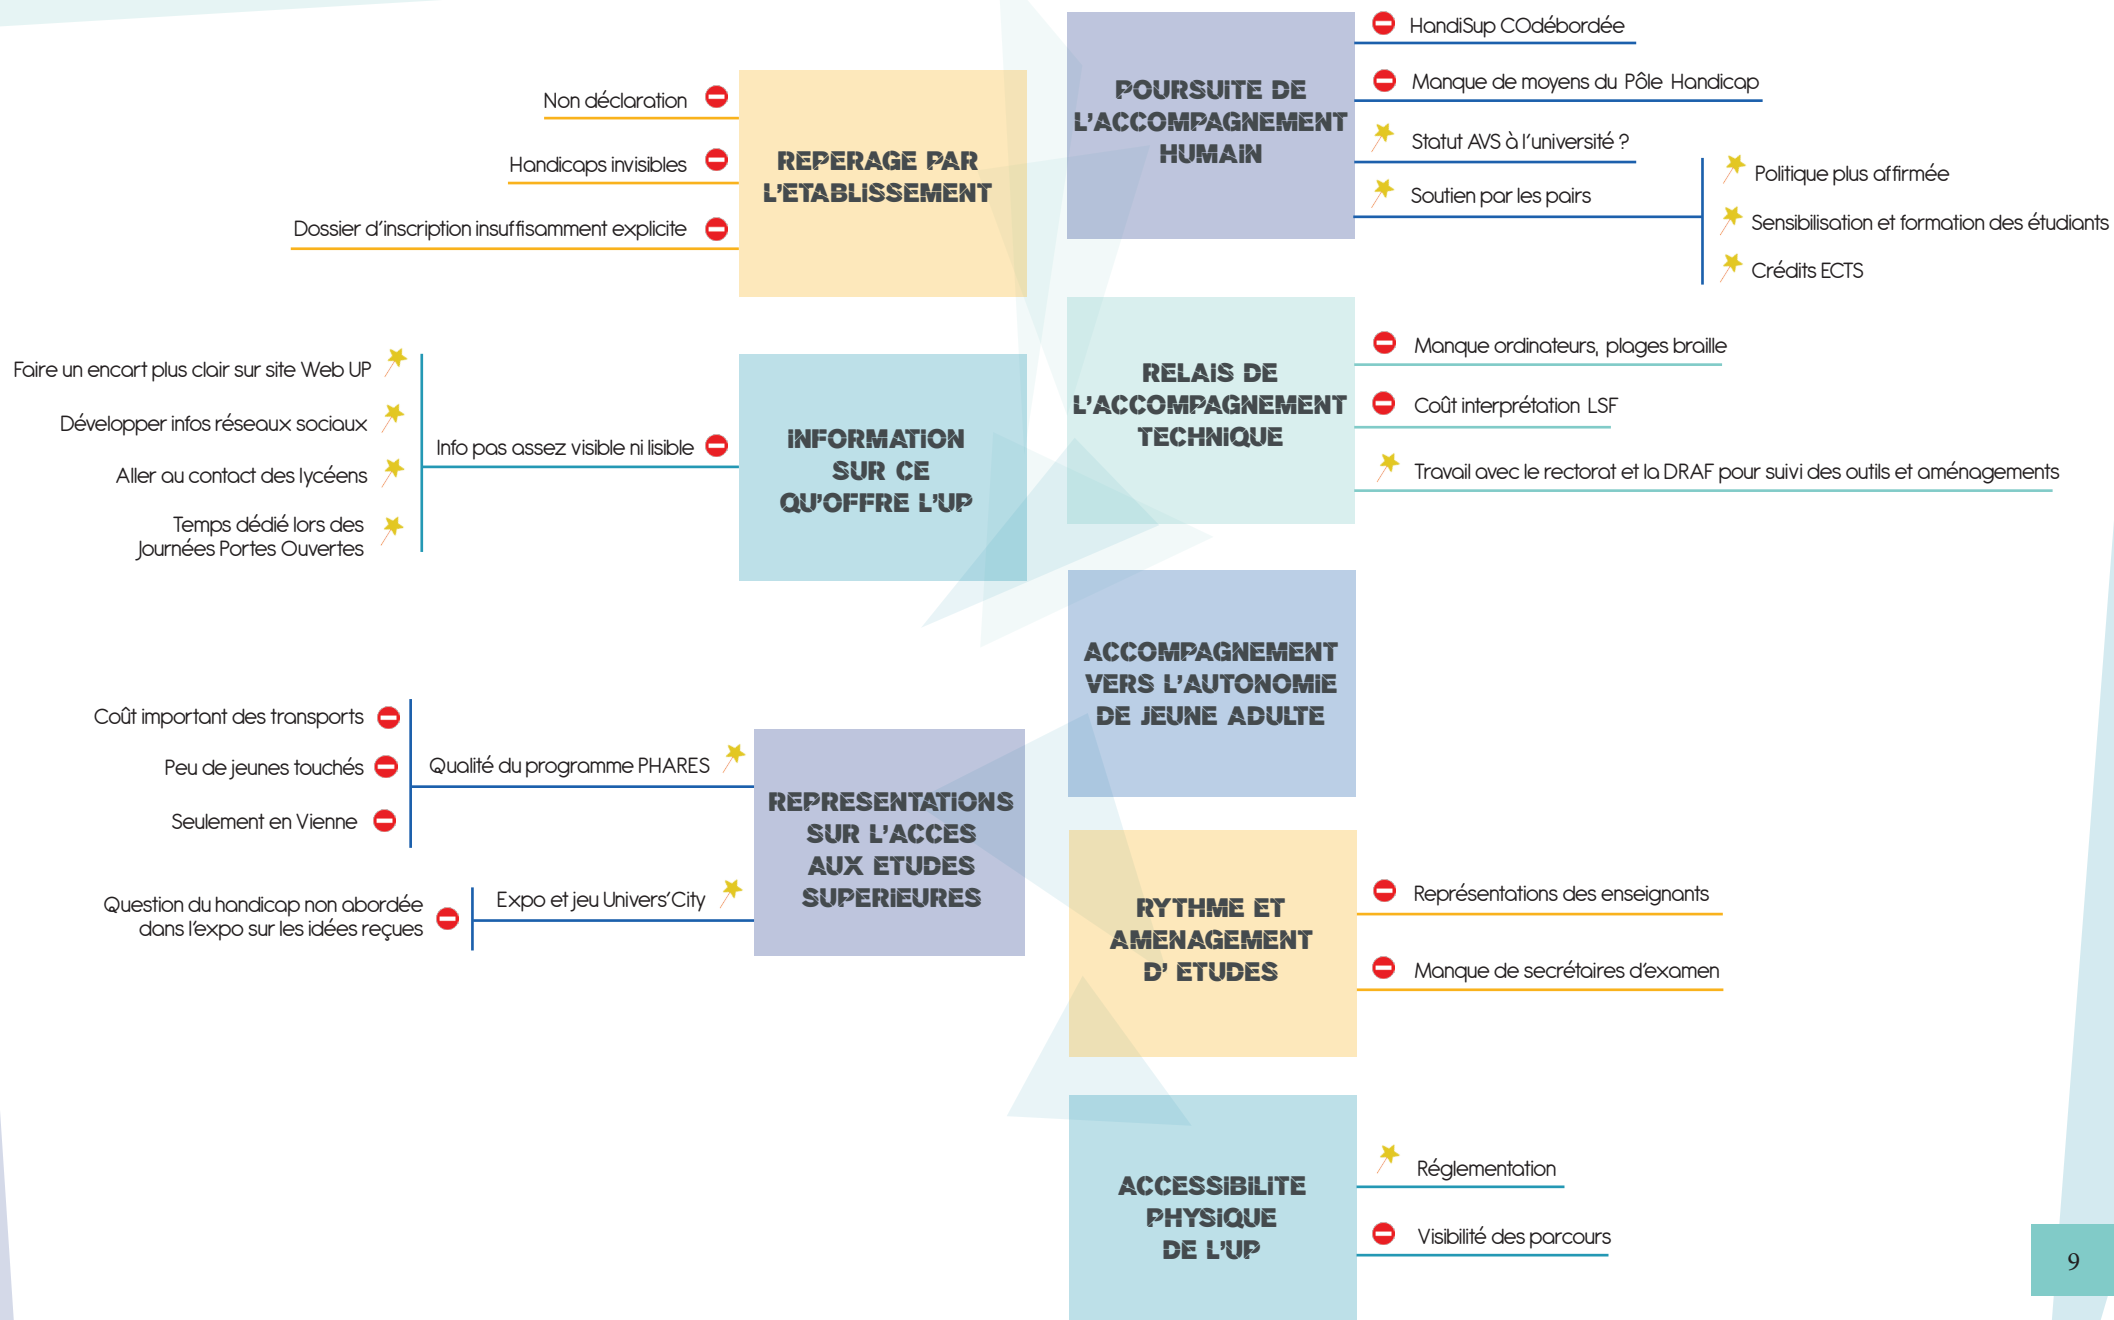 Non déclaration
Handicaps invisibles
Dossier d'inscription insuffisamment explicite
REPERAGE PAR
L'ETABLISSEMENT
Faire un encart plus clair sur site Web UP
Développer infos réseaux sociaux
Aller au contact des lycéens
Temps dédié lors des
Journées Portes Ouvertes
Info pas assez visible ni lisible
INFORMATION
SUR CE
QU'OFFRE L'UP
Coût important des transports
Peu de jeunes touchés
Seulement en Vienne
Qualité du programme PHARES
Question du handicap non abordée
dans l'expo sur les idées reçues
Expo et jeu Univers'City
REPRESENTATIONS
SUR L'ACCES
AUX ETUDES
SUPERIEURES
POURSUITE DE
L'ACCOMPAGNEMENT
HUMAIN
HandiSup COdébordée
Manque de moyens du Pôle Handicap
Statut AVS à l'université ?
Soutien par les pairs
Politique plus affirmée
Sensibilisation et formation des étudiants
Crédits ECTS
RELAIS DE
L'ACCOMPAGNEMENT
TECHNIQUE
Manque ordinateurs, plages braille
Coût interprétation LSF
Travail avec le rectorat et la DRAF pour suivi des outils et aménagements
ACCOMPAGNEMENT
VERS L'AUTONOMIE
DE JEUNE ADULTE
RYTHME ET
AMENAGEMENT
D' ETUDES
Représentations des enseignants
Manque de secrétaires d'examen
ACCESSIBILITE
PHYSIQUE
DE L'UP
Réglementation
Visibilité des parcours
9